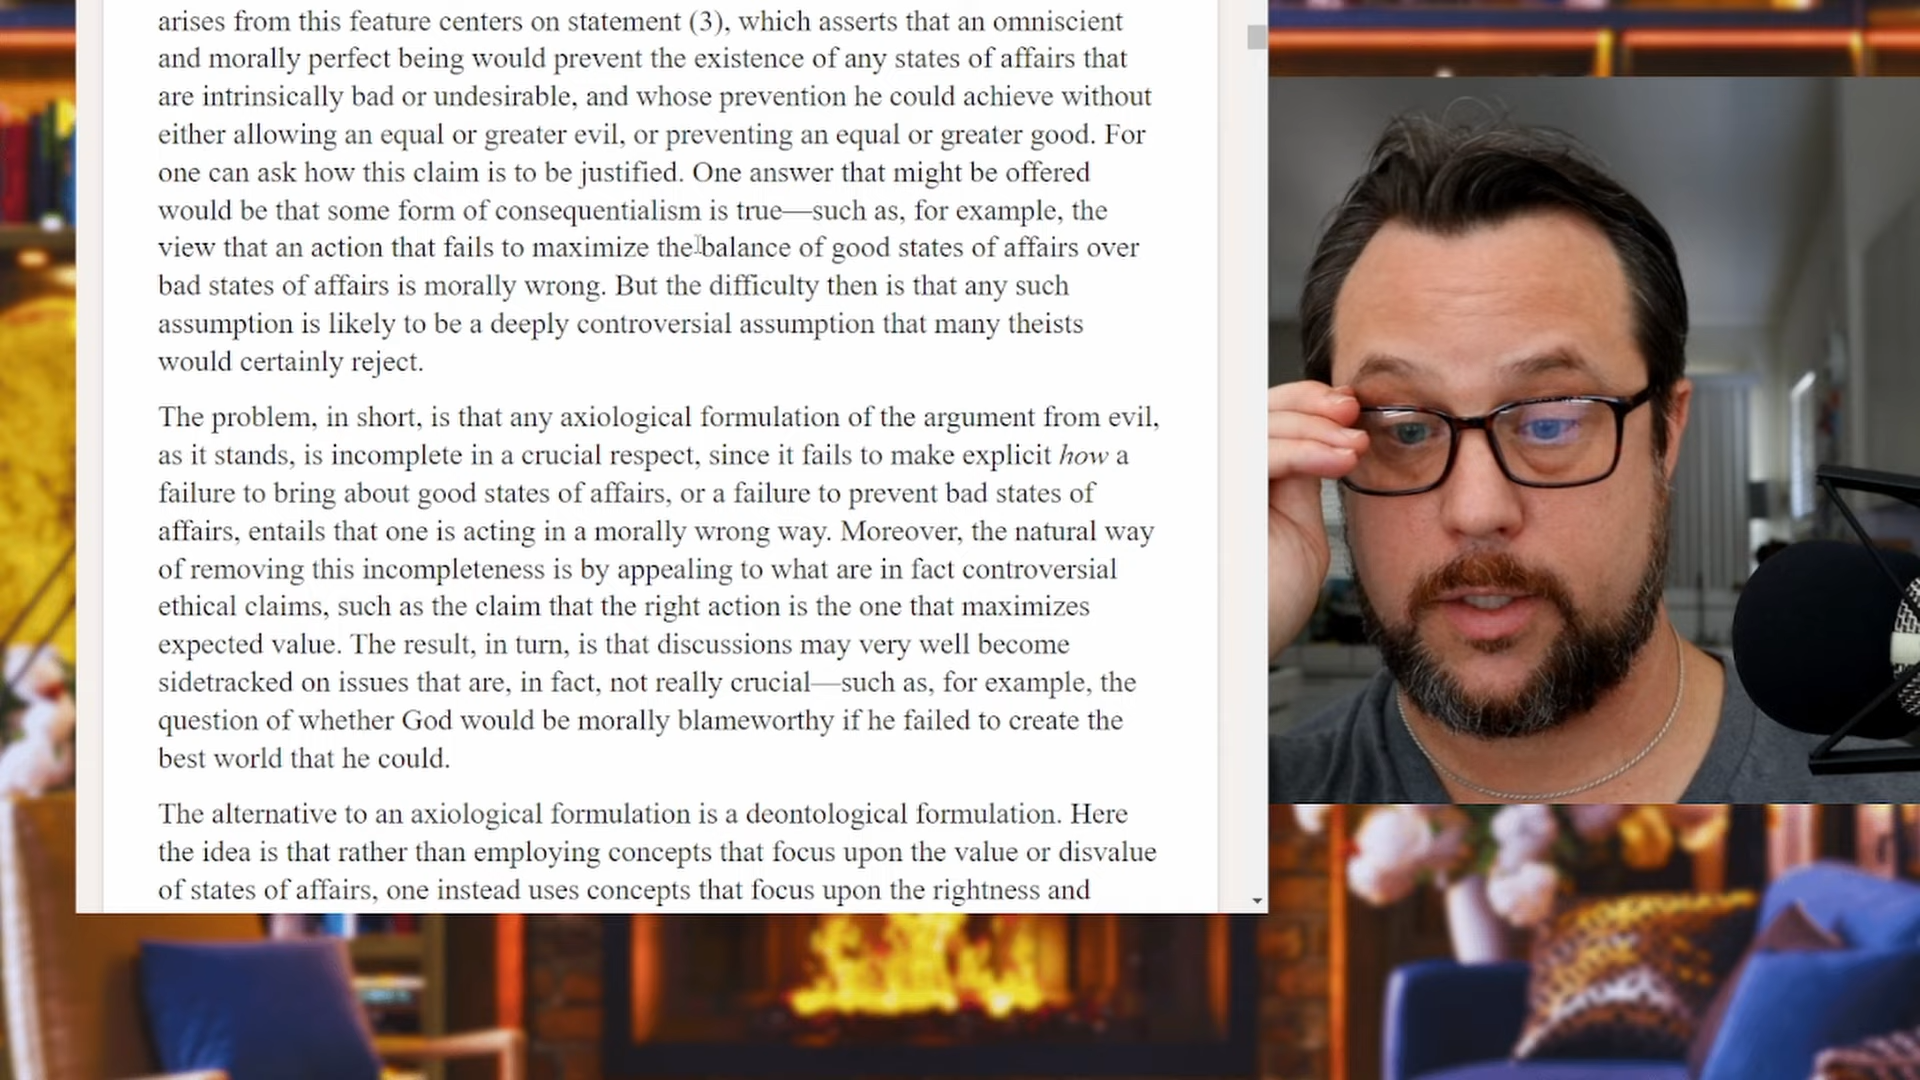 arises from this feature centers on statement (3), which asserts that an omniscient
and morally perfect being would prevent the existence of any states of affairs that
are intrinsically bad or undesirable, and whose prevention he could achieve without
either allowing an equal or greater evil, or preventing an equal or greater good. For
one can ask how this claim is to be justified. One answer that might be offered
would be that some form of consequentialism is true—such as, for example, the
view that an action that fails to maximize the balance of good states of affairs over
bad states of affairs is morally wrong. But the difficulty then is that any such
assumption is likely to be a deeply controversial assumption that many theists
would certainly reject.
The problem, in short, is that any axiological formulation of the argument from evil,
as it stands, is incomplete in a crucial respect, since it fails to make explicit how a
failure to bring about good states of affairs, or a failure to prevent bad states of
affairs, entails that one is acting in a morally wrong way. Moreover, the natural way
of removing this incompleteness is by appealing to what are in fact controversial
ethical claims, such as the claim that the right action is the one that maximizes
expected value. The result, in turn, is that discussions may very well become
sidetracked on issues that are, in fact, not really crucial—such as, for example, the
question of whether God would be morally blameworthy if he failed to create the
best world that he could.
The alternative to an axiological formulation is a deontological formulation. Here
the idea is that rather than employing concepts that focus upon the value or disvalue
of states of affairs, one instead uses concepts that focus upon the rightness and